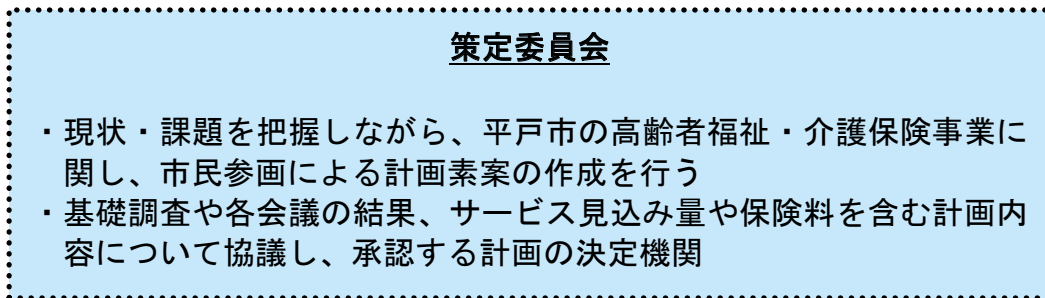 策定委員会
・現状・課題を把握しながら、平戸市の高齢者福祉・介護保険事業に
関し、市民参画による計画素案の作成を行う
・基礎調査や各会議の結果、サービス見込み量や保険料を含む計画内
容について協議し、承認する計画の決定機関